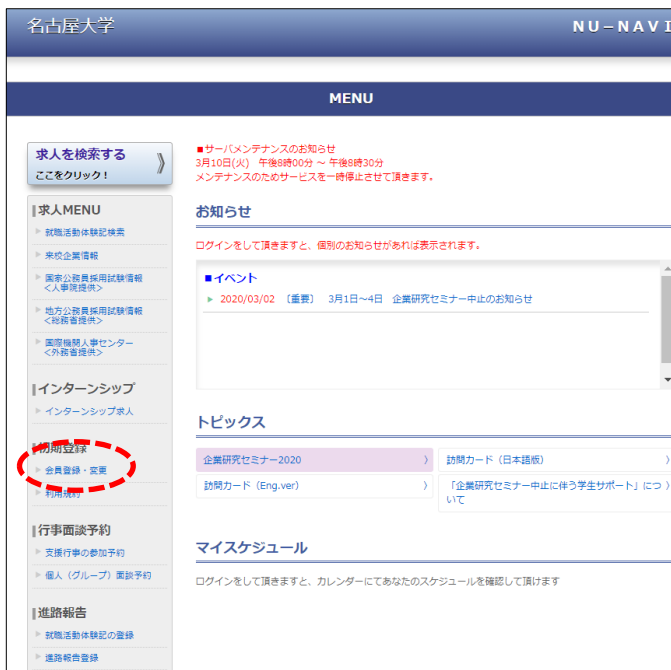 名古屋大学
NU-NAVI
MENU
求人を検索する
ここをクリック!
■サーバメンテナンスのお知らせ
3月10日(火) 午後8時00分 ~ 午後8時30分
メンテナンスのためサービスを一時停止させて頂きます。
求人MENU
就職活動体験記検索
来校企業情報
国家公務員採用試験情報
<人事院提供>
地方公務員採用試験情報
<総務省提供>
国際機関人事センター
<外務省提供>
インターンシップ
インターンシップ求人
初期登録
会員登録・変更
利用規約
行事面談予約
支援行事の参加予約
個人(グループ)面談予約
進路報告
就職活動体験記の登録
進路報告登録
お知らせ
ログインをして頂きますと、個別のお知らせがあれば表示されます。
■イベント
2020/03/02 〔重要〕 3月1日~4日 企業研究セミナー中止のお知らせ
トピックス
企業研究セミナー2020
訪問カード(日本語版)
訪問カード(Eng.ver)
「企業研究セミナー中止に伴う学生サポート」につ
いて
マイスケジュール
ログインをして頂きますと、カレンダーにてあなたのスケジュールを確認して頂けます